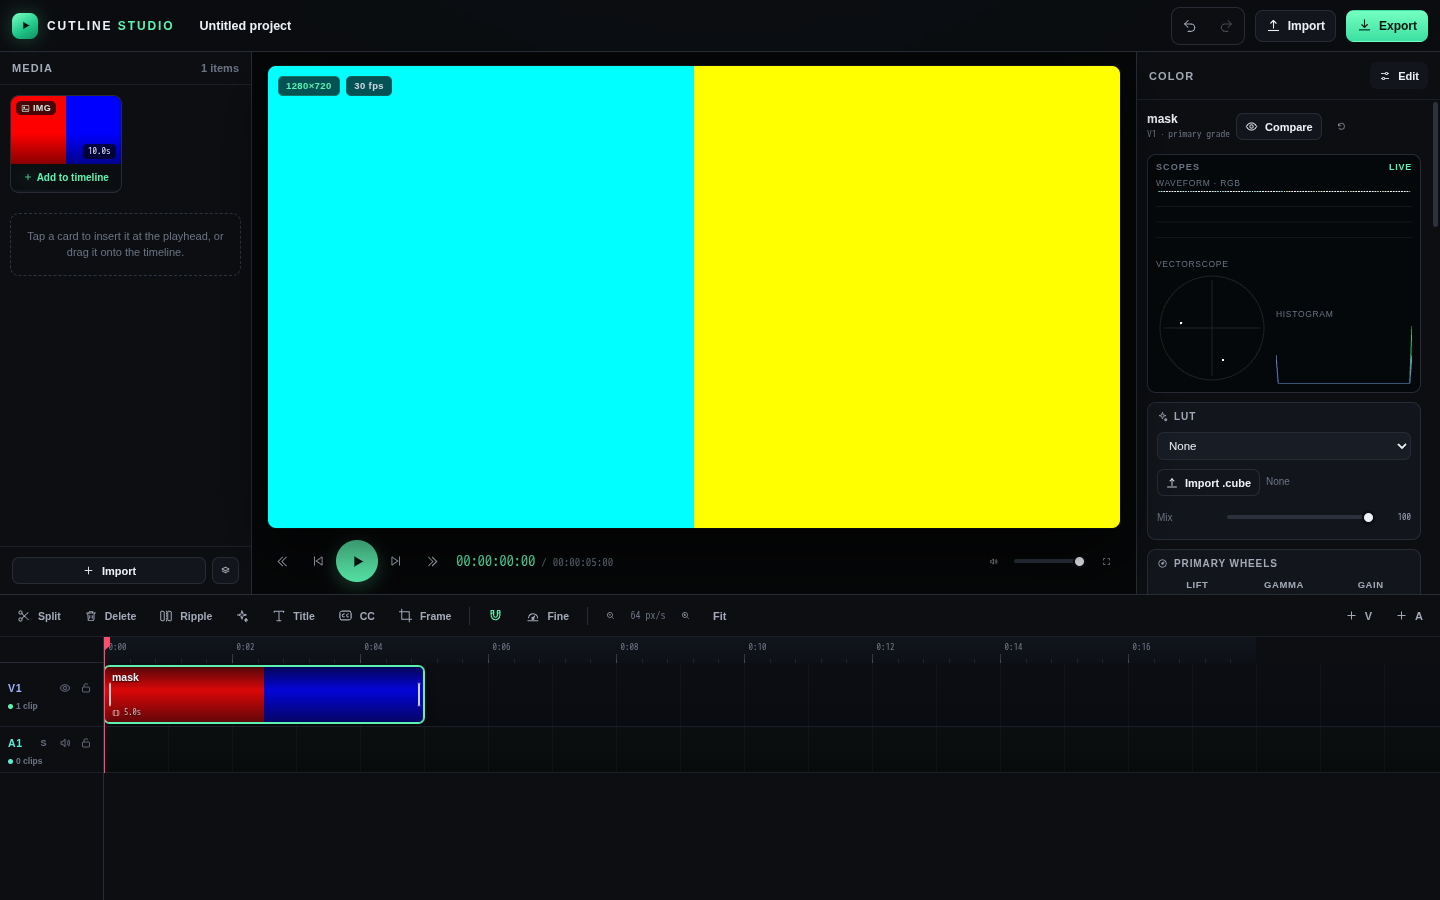 CUTLINE STUDIO
Untitled project
Import
Export
MEDIA
1 items
IMG
10.0s
Add to timeline
Tap a card to insert it at the playhead, or
drag it onto the timeline.
Import
1280×720
30 fps
00:00:00:00 / 00:00:05:00
COLOR
Edit
mask
V1 · primary grade
Compare
SCOPES
LIVE
WAVEFORM · RGB
VECTORSCOPE
HISTOGRAM
LUT
None
Import .cube
None
Mix
100
PRIMARY WHEELS
LIFT
GAMMA
GAIN
Split
Delete
Ripple
Title
CC
Frame
Fine
64 px/s
Fit
V
A
0:00
0:02
0:04
0:06
0:08
0:10
0:12
0:14
0:16
V1
1 clip
mask
5.0s
A1
S
0 clips